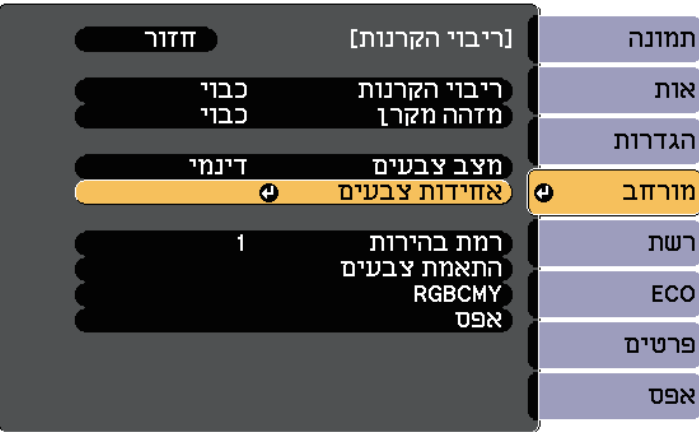 [ריבוי הקרנות] חזור
ריבוי הקרנות כבוי
מזהה מקרן כבוי
מצב צבעים דינמי
אחידות צבעים
רמת בהירות 1
התאמת צבעים
RGBCMY
אפס
תמונה
אות
הגדרות
מורחב
רשת
ECO
פרטים
אפס